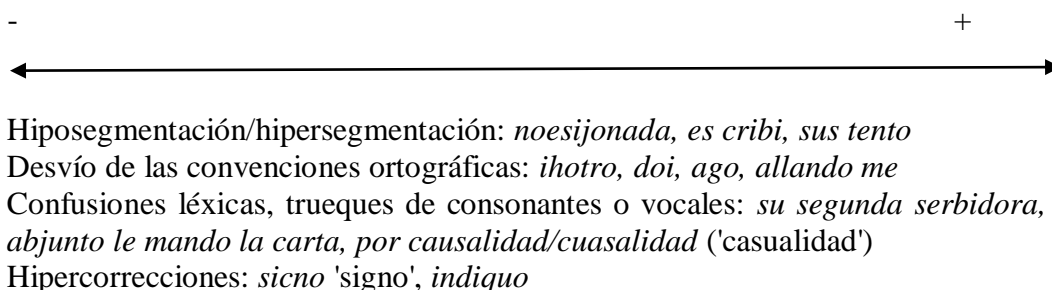 - +
Hiposegmentación/hipersegmentación: noesijonada, es cribi, sus tento
Desvío de las convenciones ortográficas: ihotro, doi, ago, allando me
Confusiones léxicas, trueques de consonantes o vocales: su segunda serbidora,
abjunto le mando la carta, por causalidad/cuasalidad ('casualidad')
Hipercorrecciones: sicno 'signo', indiquo